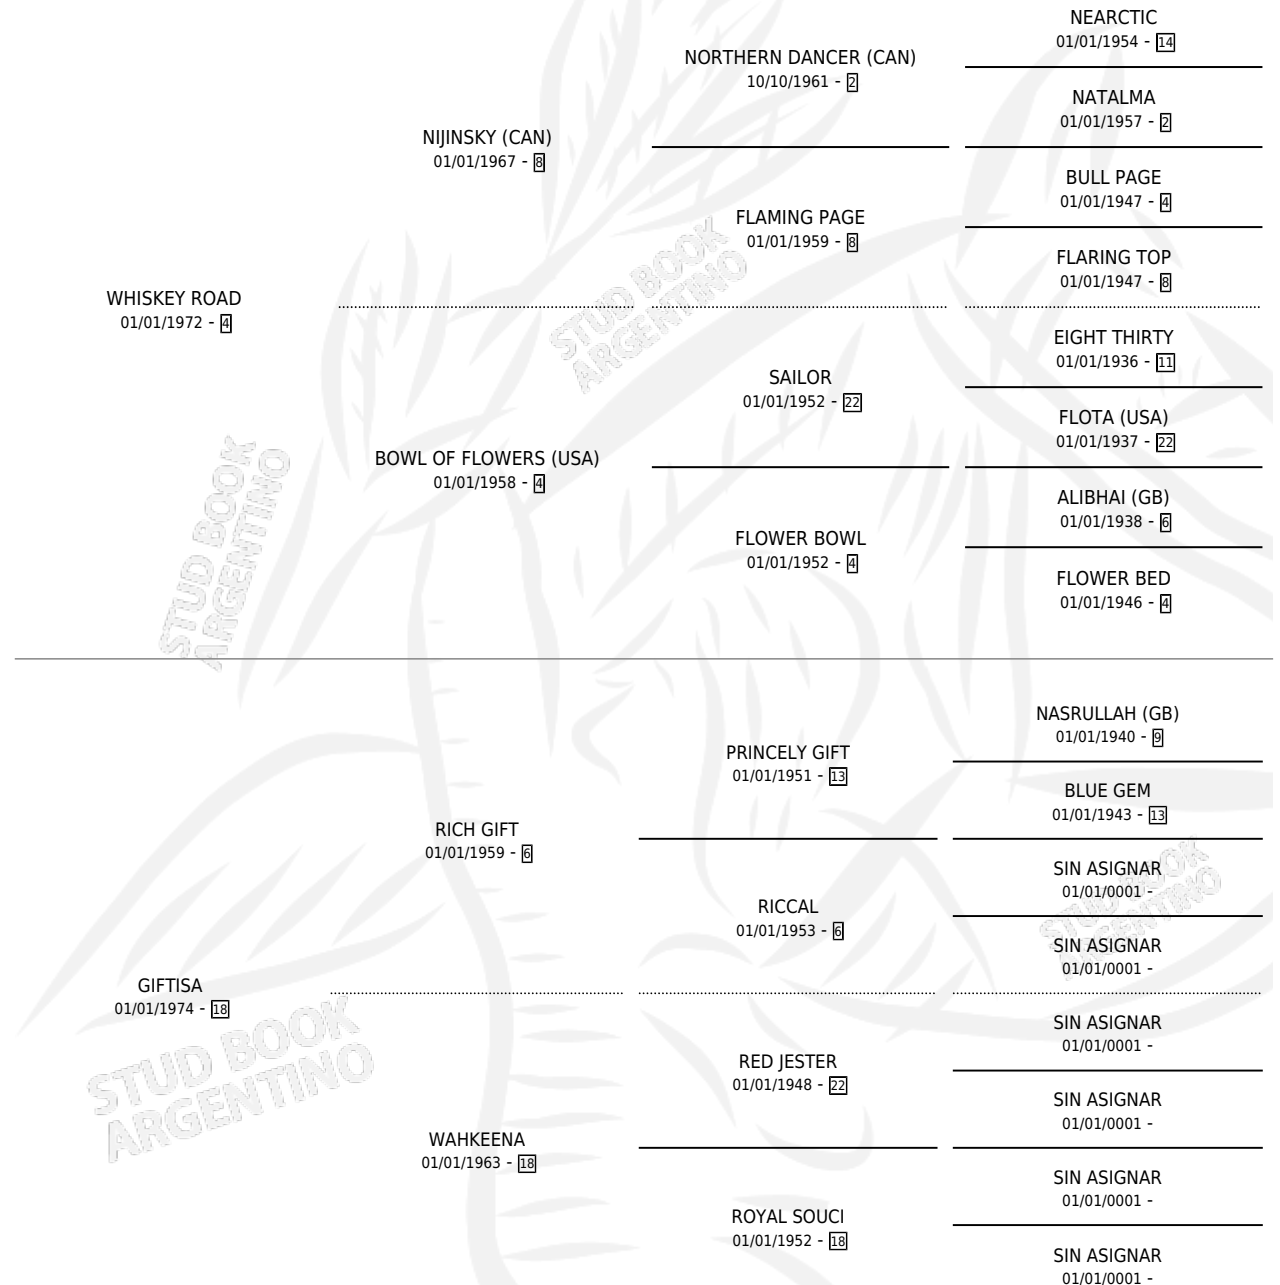 NEARCTIC
01/01/1954 - 14
NORTHERN DANCER (CAN)
10/10/1961 - 2
NATALMA
01/01/1957 - 2
NIJINSKY (CAN)
01/01/1967 - 8
BULL PAGE
01/01/1947 - 4
FLAMING PAGE
01/01/1959 - 8
FLARING TOP
01/01/1947 - 8
WHISKEY ROAD
01/01/1972 - 4
STUD BOOK
ARGENTINO
EIGHT THIRTY
01/01/1936 - 11
SAILOR
01/01/1952 - 22
FLOTA (USA)
01/01/1937 - 22
BOWL OF FLOWERS (USA)
01/01/1958 - 4
ALIBHAI (GB)
01/01/1938 - 6
FLOWER BOWL
01/01/1952 - 4
FLOWER BED
01/01/1946 - 4
STUD BOOK
ARGENTINO
NASRULLAH (GB)
01/01/1940 - 9
PRINCELY GIFT
01/01/1951 - 13
BLUE GEM
01/01/1943 - 13
RICH GIFT
01/01/1959 - 6
SIN ASIGNAR
01/01/0001 -
RICCAL
01/01/1953 - 6
STUD BOOK
ARGENTINO
SIN ASIGNAR
01/01/0001 -
GIFTISA
01/01/1974 - 18
SIN ASIGNAR
01/01/0001 -
STUD BOOK
ARGENTINO
RED JESTER
01/01/1948 - 22
SIN ASIGNAR
01/01/0001 -
WAHKEENA
01/01/1963 - 18
SIN ASIGNAR
01/01/0001 -
ROYAL SOUCI
01/01/1952 - 18
SIN ASIGNAR
01/01/0001 -